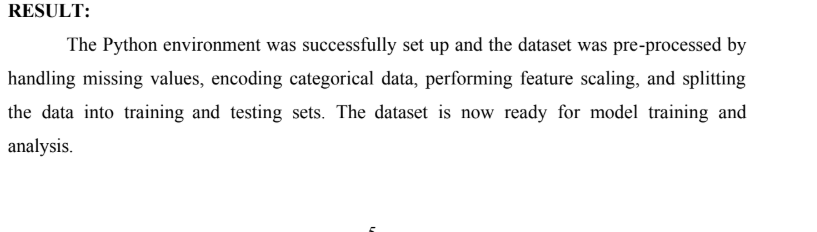 RESULT:
The Python environment was successfully set up and the dataset was pre-processed by
handling missing values, encoding categorical data, performing feature scaling, and splitting
the data into training and testing sets. The dataset is now ready for model training and
analysis.